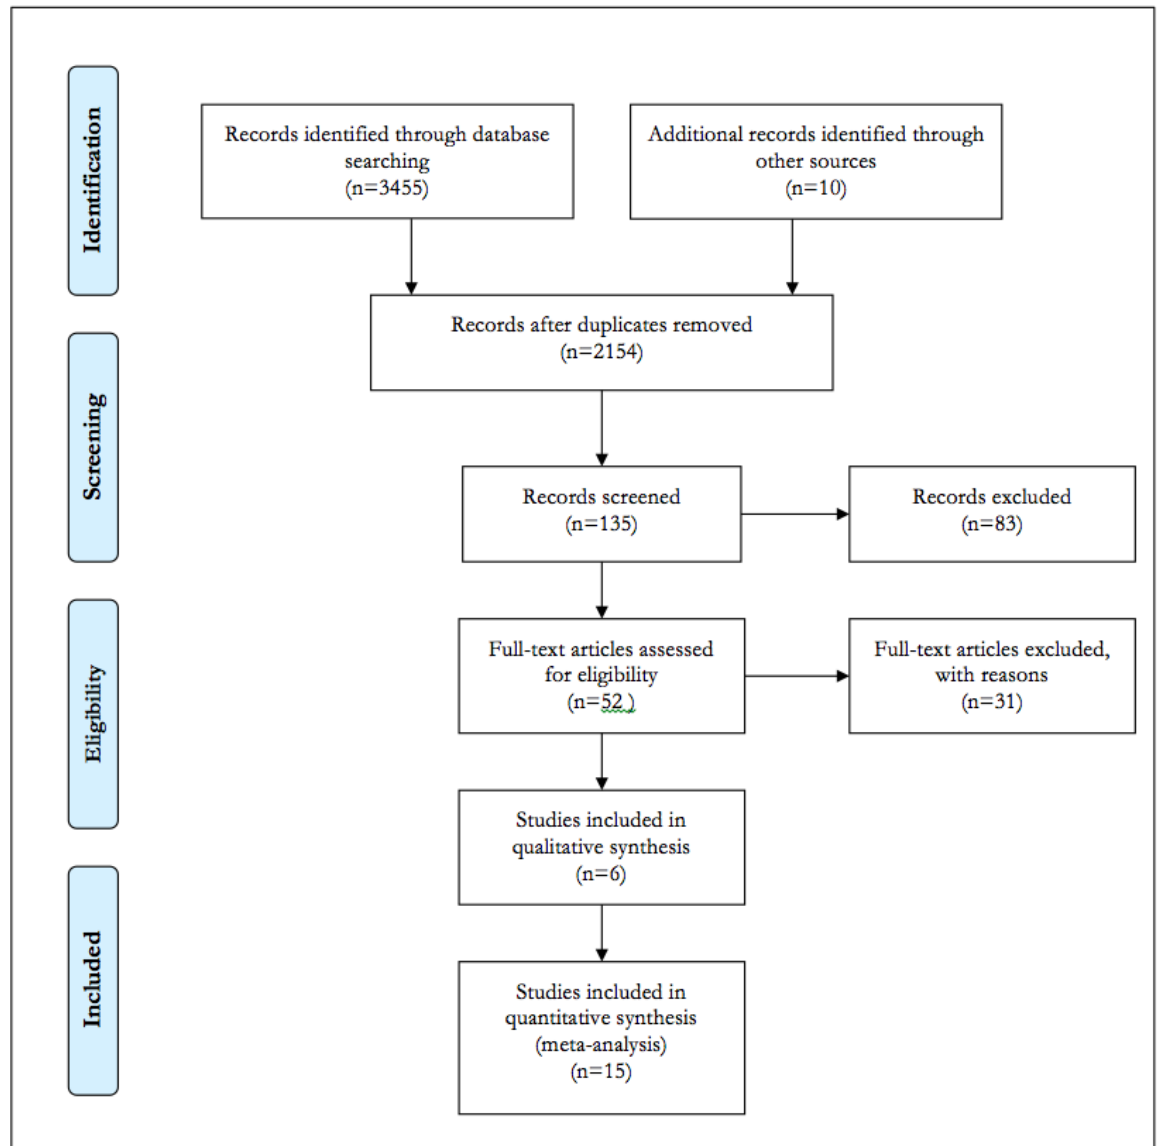 Identification
Records identified through database
searching
(n=3455)
Additional records identified through
other sources
(n=10)
Records after duplicates removed
(n=2154)
Screening
Records screened
(n=135)
Records excluded
(n=83)
Eligibility
Full-text articles assessed
for eligibility
(n=52 )
Full-text articles excluded,
with reasons
(n=31)
Studies included in
qualitative synthesis
(n=6)
Included
Studies included in
quantitative synthesis
(meta-analysis)
(n=15)